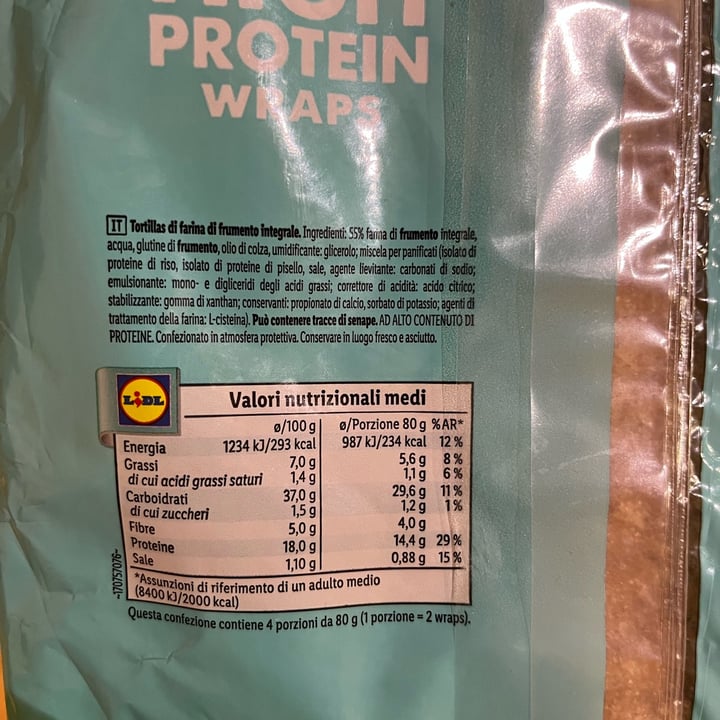 HIGH
PROTEIN
WRAPS
IT Tortillas di farina di frumento integrale. Ingredienti: 55% farina di frumento integrale,
acqua, glutine di frumento, olio di colza, umidificante: glicerolo; miscela per panificati (isolato di
proteine di riso, isolato di proteine di pisello, sale, agente lievitante: carbonati di sodio;
emulsionante: mono- e digliceridi degli acidi grassi; correttore di acidità: acido citrico;
stabilizzante: gomma di xanthan; conservanti: propionato di calcio, sorbato di potassio; agenti di
trattamento della farina: L-cisteina). Può contenere tracce di senape. AD ALTO CONTENUTO DI
PROTEINE. Confezionato in atmosfera protettiva. Conservare in luogo fresco e asciutto.
LIDL
Valori nutrizionali medi
ø/100 g ø/Porzione 80 g %AR*
Energia 1234 kJ/293 kcal 987 kJ/234 kcal 12 %
Grassi 7,0 g 5,6 g 8 %
di cui acidi grassi saturi 1,4 g 1,1 g 6 %
Carboidrati 37,0 g 29,6 g 11 %
di cui zuccheri 1,5 g 1,2 g 1 %
Fibre 5,0 g 4,0 g
Proteine 18,0 g 14,4 g 29 %
Sale 1,10 g 0,88 g 15 %
*Assunzioni di riferimento di un adulto medio
(8400 kJ/2000 kcal)
Questa confezione contiene 4 porzioni da 80 g (1 porzione = 2 wraps).
-170757076-